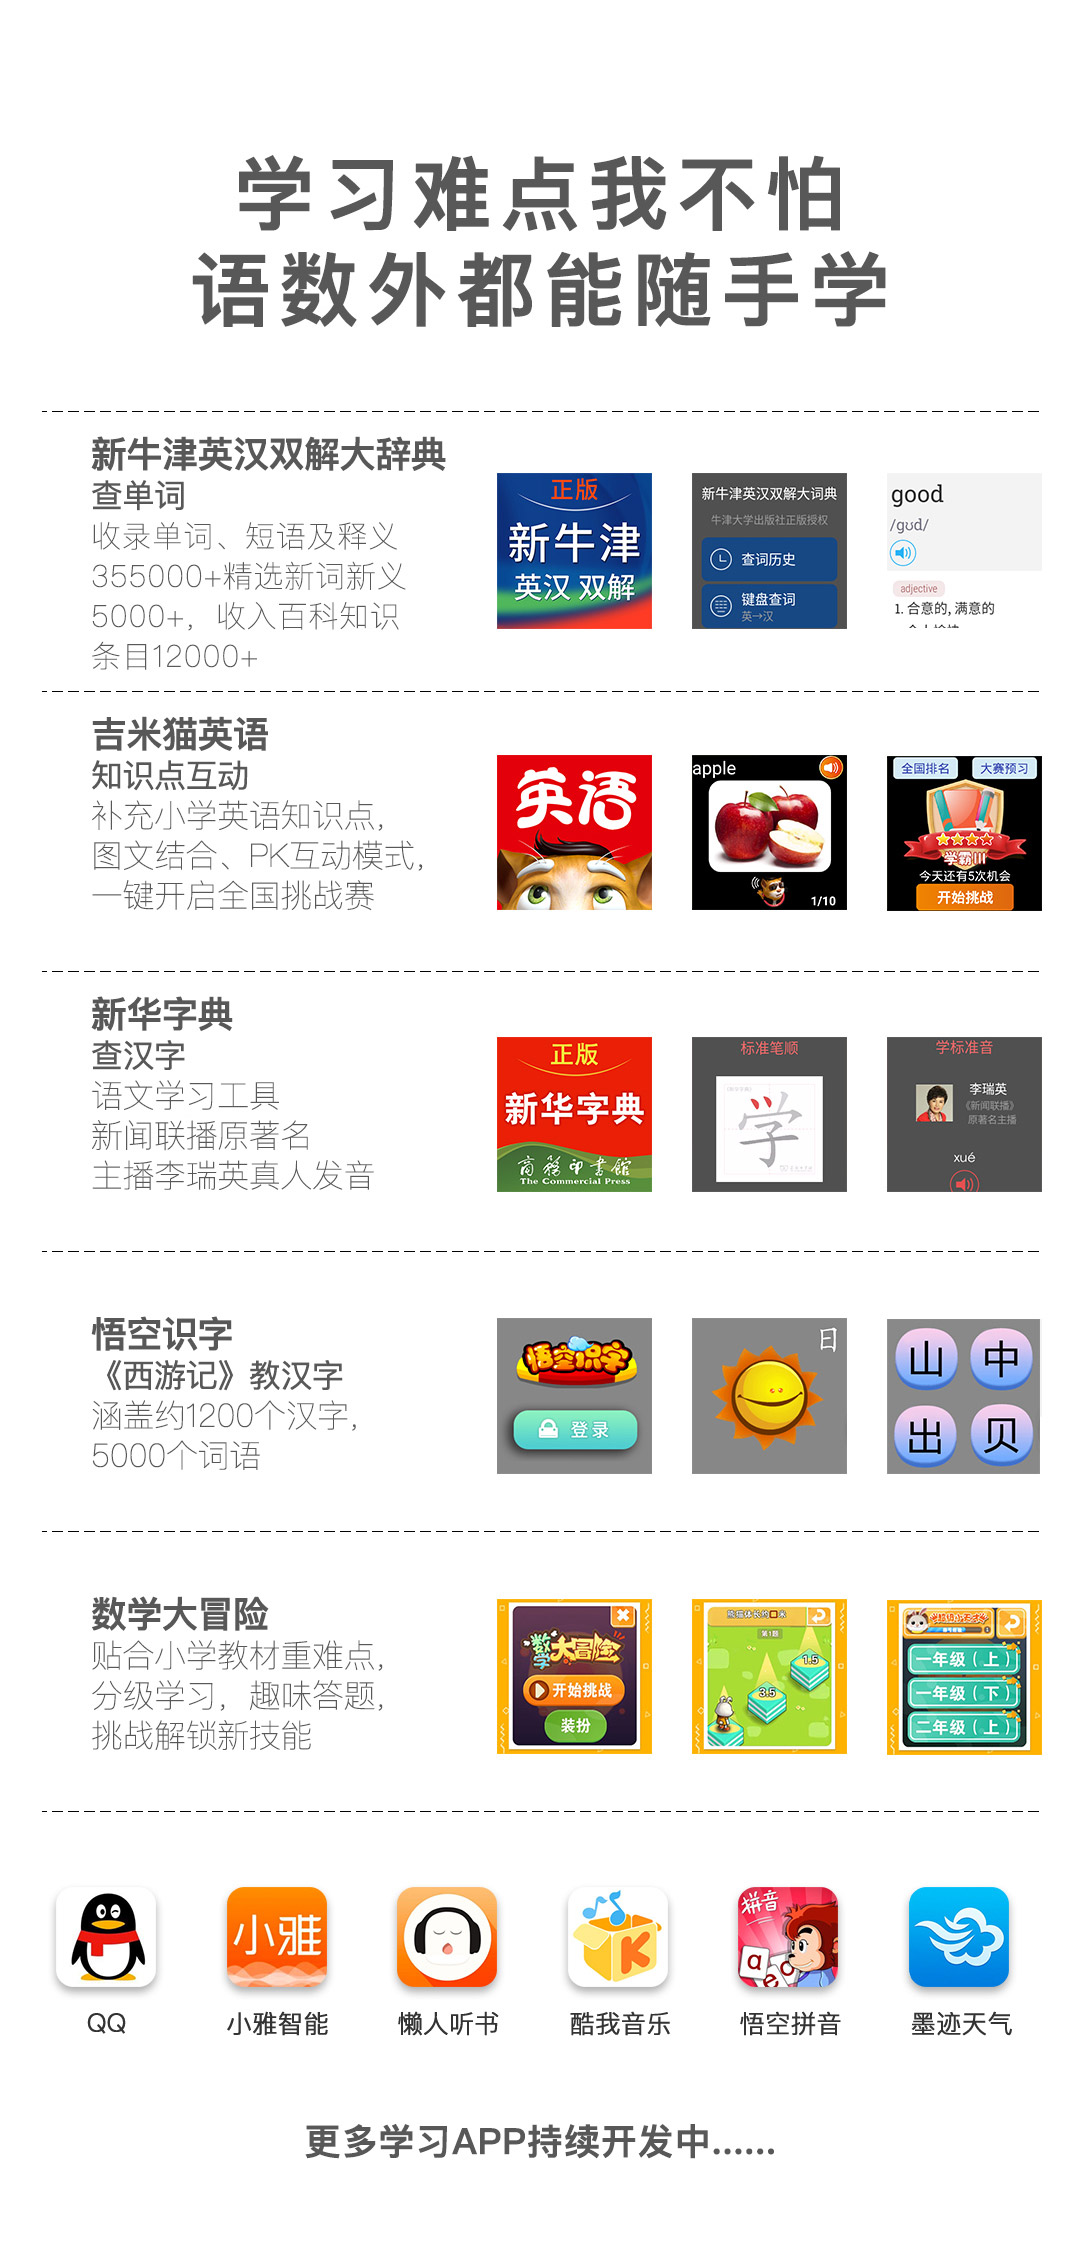 学习难点我不怕
语数外都能随手学
新牛津英汉双解大辞典
查单词
收录单词、短语及释义
355000+精选新词新义
5000+，收入百科知识
条目12000+
正版
新牛津
英汉 双解
新牛津英汉双解大词典
牛津大学出版社正版授权
查词历史
键盘查词
英→汉
good
/gʊd/
adjective
1. 合意的, 满意的
吉米猫英语
知识点互动
补充小学英语知识点，
图文结合、PK互动模式，
一键开启全国挑战赛
英语
apple
1/10
全国排名 大赛预习
学霸III
今天还有5次机会
开始挑战
新华字典
查汉字
语文学习工具
新闻联播原著名
主播李瑞英真人发音
正版
新华字典
商務印書館
The Commercial Press
标准笔顺
学
学标准音
李瑞英
《新闻联播》
原著名主播
xué
悟空识字
《西游记》教汉字
涵盖约1200个汉字，
5000个词语
悟空识字
登录
日
山 中
出 贝
数学大冒险
贴合小学教材重难点，
分级学习，趣味答题，
挑战解锁新技能
数学大冒险
开始挑战
装扮
熊猫体长约 米
第1题
1.5
3.5
一年级（上）
一年级（下）
二年级（上）
小雅
K
拼音
a
e
o
QQ 小雅智能 懒人听书 酷我音乐 悟空拼音 墨迹天气
更多学习APP持续开发中......